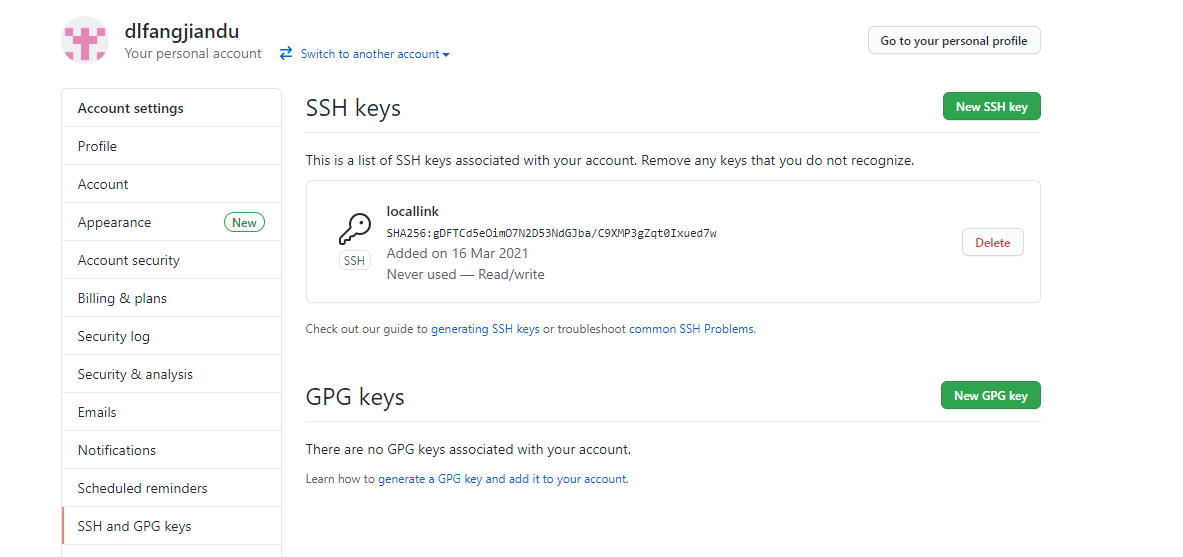 dlfangjiandu
Your personal account
Switch to another account
Go to your personal profile
Account settings
Profile
Account
Appearance New
Account security
Billing & plans
Security log
Security & analysis
Emails
Notifications
Scheduled reminders
SSH and GPG keys
SSH keys
New SSH key
This is a list of SSH keys associated with your account. Remove any keys that you do not recognize.
locallink
SHA256:gDFTCd5eOimO7N2D53NdGJba/C9XMP3gZqt0Ixued7w
SSH
Added on 16 Mar 2021
Never used — Read/write
Delete
Check out our guide to generating SSH keys or troubleshoot common SSH Problems.
GPG keys
New GPG key
There are no GPG keys associated with your account.
Learn how to generate a GPG key and add it to your account.